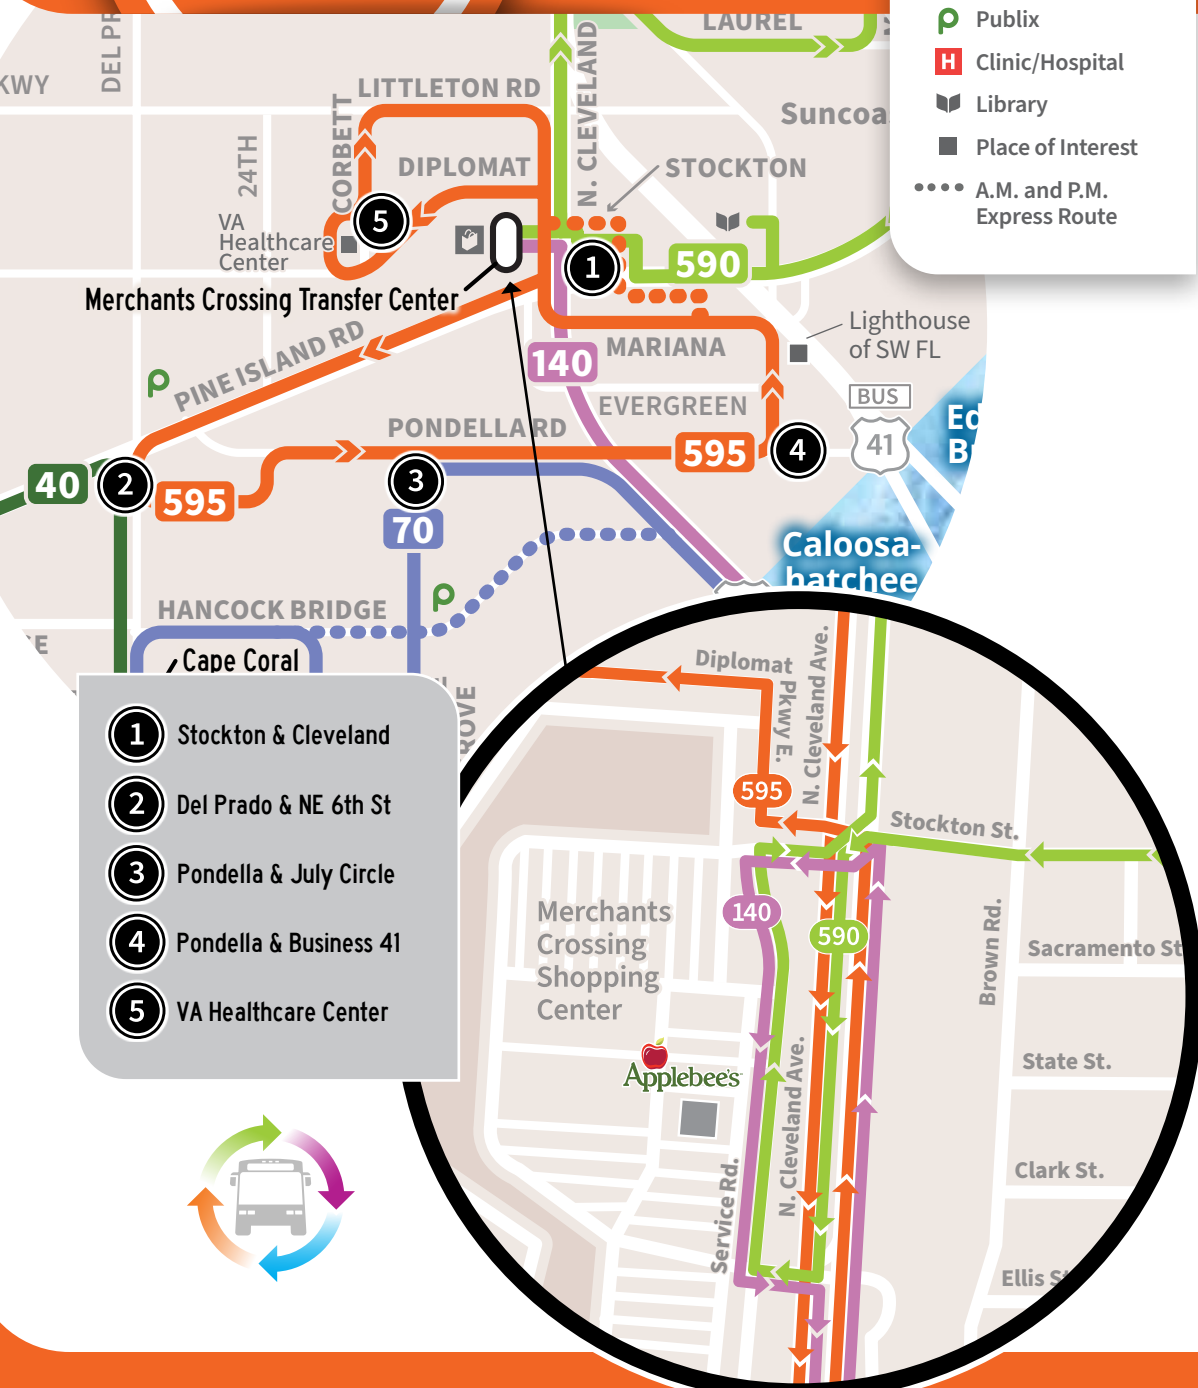 LAUREL
Publix
H
Clinic/Hospital
Library
Place of Interest
A.M. and P.M.
Express Route
KWY
DEL PR
LITTLETON RD
N. CLEVELAND
Suncoa
24TH
CORBETT
DIPLOMAT
STOCKTON
VA
Healthcare
Center
5
1
590
Merchants Crossing Transfer Center
PINE ISLAND RD
140
MARIANA
Lighthouse
of SW FL
EVERGREEN
BUS
41
PONDELLA RD
595
4
40
2
595
3
70
Caloosa-
hatchee
HANCOCK BRIDGE
Cape Coral
1 Stockton & Cleveland
2 Del Prado & NE 6th St
3 Pondella & July Circle
4 Pondella & Business 41
5 VA Healthcare Center
Diplomat
Pkwy E.
N. Cleveland Ave.
595
Stockton St.
140
590
Merchants
Crossing
Shopping
Center
Brown Rd.
Sacramento St
Applebee's
N. Cleveland Ave.
State St.
Service Rd.
Clark St.
Ellis S